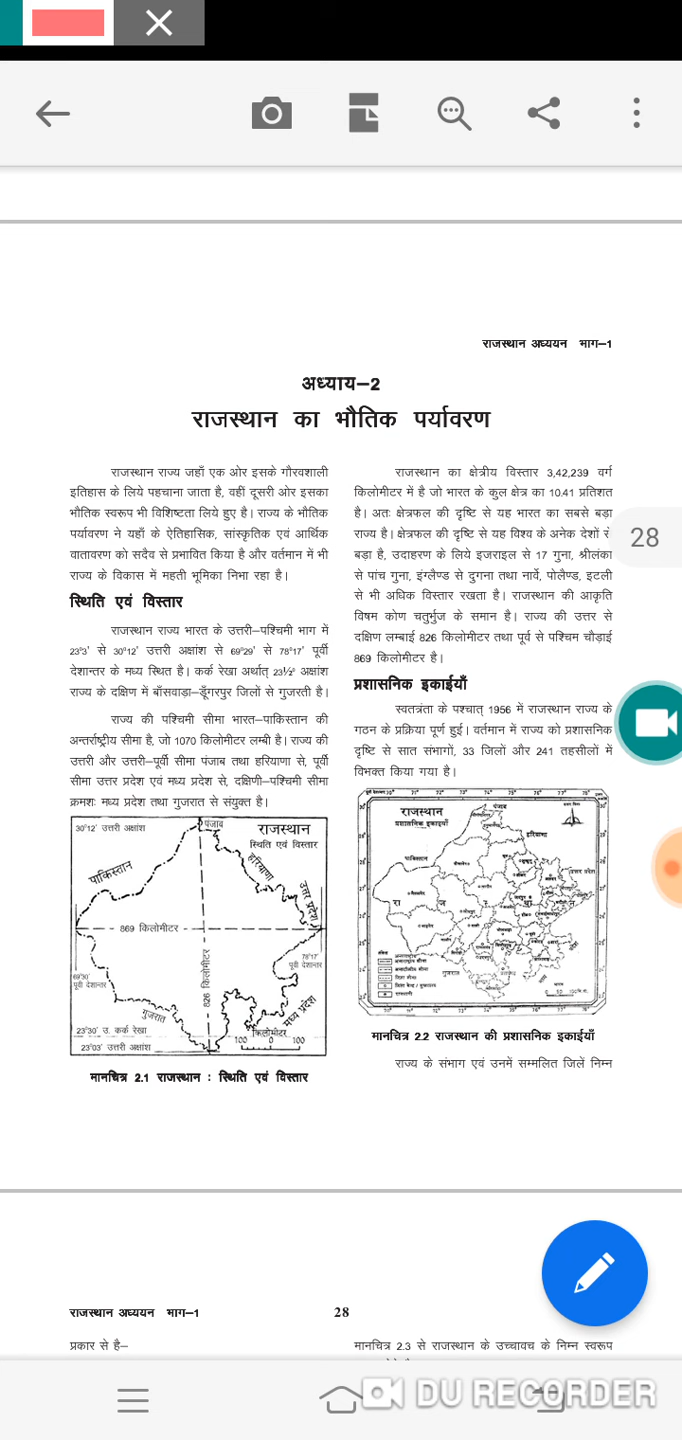 राजस्थान अध्ययन भाग–1
अध्याय–2
राजस्थान का भौतिक पर्यावरण
राजस्थान राज्य जहाँ एक ओर इसके गौरवशाली
इतिहास के लिये पहचाना जाता है, वहीं दूसरी ओर इसका
भौतिक स्वरूप भी विशिष्टता लिये हुए है। राज्य के भौतिक
पर्यावरण ने यहाँ के ऐतिहासिक, सांस्कृतिक एवं आर्थिक
वातावरण को सदैव से प्रभावित किया है और वर्तमान में भी
राज्य के विकास में महती भूमिका निभा रहा है।
स्थिति एवं विस्तार
राजस्थान राज्य भारत के उत्तरी–पश्चिमी भाग में
23°3' से 30°12' उत्तरी अक्षांश से 69°29' से 78°17' पूर्वी
देशान्तर के मध्य स्थित है। कर्क रेखा अर्थात् 23½° अक्षांश
राज्य के दक्षिण में बाँसवाड़ा–डूँगरपुर जिलों से गुजरती है।
राज्य की पश्चिमी सीमा भारत–पाकिस्तान की
अन्तर्राष्ट्रीय सीमा है, जो 1070 किलोमीटर लम्बी है। राज्य की
उत्तरी और उत्तरी–पूर्वी सीमा पंजाब तथा हरियाणा से, पूर्वी
सीमा उत्तर प्रदेश एवं मध्य प्रदेश से, दक्षिणी–पश्चिमी सीमा
क्रमशः मध्य प्रदेश तथा गुजरात से संयुक्त है।
30°12' उत्तरी अक्षांश
पंजाब
राजस्थान
स्थिति एवं विस्तार
हरियाणा
पाकिस्तान
उत्तर प्रदेश
869 किलोमीटर
826 किलोमीटर
78°17'
पूर्वी देशान्तर
69°30'
पूर्वी देशान्तर
गुजरात
मध्य प्रदेश
23°30' उ. कर्क रेखा
किलोमीटर
100 0 100
23°03' उत्तरी अक्षांश
मानचित्र 2.1 राजस्थान : स्थिति एवं विस्तार
राजस्थान का क्षेत्रीय विस्तार 3,42,239 वर्ग
किलोमीटर में है जो भारत के कुल क्षेत्र का 10.41 प्रतिशत
है। अतः क्षेत्रफल की दृष्टि से यह भारत का सबसे बड़ा
राज्य है। क्षेत्रफल की दृष्टि से यह विश्व के अनेक देशों से
बड़ा है, उदाहरण के लिये इजराइल से 17 गुना, श्रीलंका
से पांच गुना, इंग्लैण्ड से दुगना तथा नार्वे, पोलैण्ड, इटली
से भी अधिक विस्तार रखता है। राजस्थान की आकृति
विषम कोण चतुर्भुज के समान है। राज्य की उत्तर से
दक्षिण लम्बाई 826 किलोमीटर तथा पूर्व से पश्चिम चौड़ाई
869 किलोमीटर है।
28
प्रशासनिक इकाईयाँ
स्वतत्रंता के पश्चात् 1956 में राजस्थान राज्य के
गठन के प्रक्रिया पूर्ण हुई। वर्तमान में राज्य को प्रशासनिक
दृष्टि से सात संभागों, 33 जिलों और 241 तहसीलों में
विभक्त किया गया है।
राजस्थान
प्रशासनिक इकाईयाँ
पंजाब
हरियाणा
पाकिस्तान
उत्तर प्रदेश
गुजरात
मानचित्र 2.2 राजस्थान की प्रशासनिक इकाईयाँ
राज्य के संभाग एवं उनमें सम्मलित जिलें निम्न
राजस्थान अध्ययन भाग–1
28
प्रकार से है–
मानचित्र 2.3 से राजस्थान के उच्चावच के निम्न स्वरूप
DU RECORDER